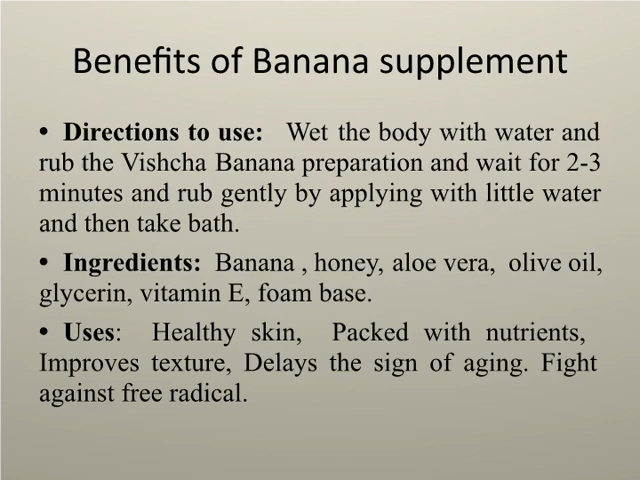 Benefits of Banana supplement
• Directions to use: Wet the body with water and
rub the Vishcha Banana preparation and wait for 2-3
minutes and rub gently by applying with little water
and then take bath.
• Ingredients: Banana , honey, aloe vera, olive oil,
glycerin, vitamin E, foam base.
• Uses: Healthy skin, Packed with nutrients,
Improves texture, Delays the sign of aging. Fight
against free radical.